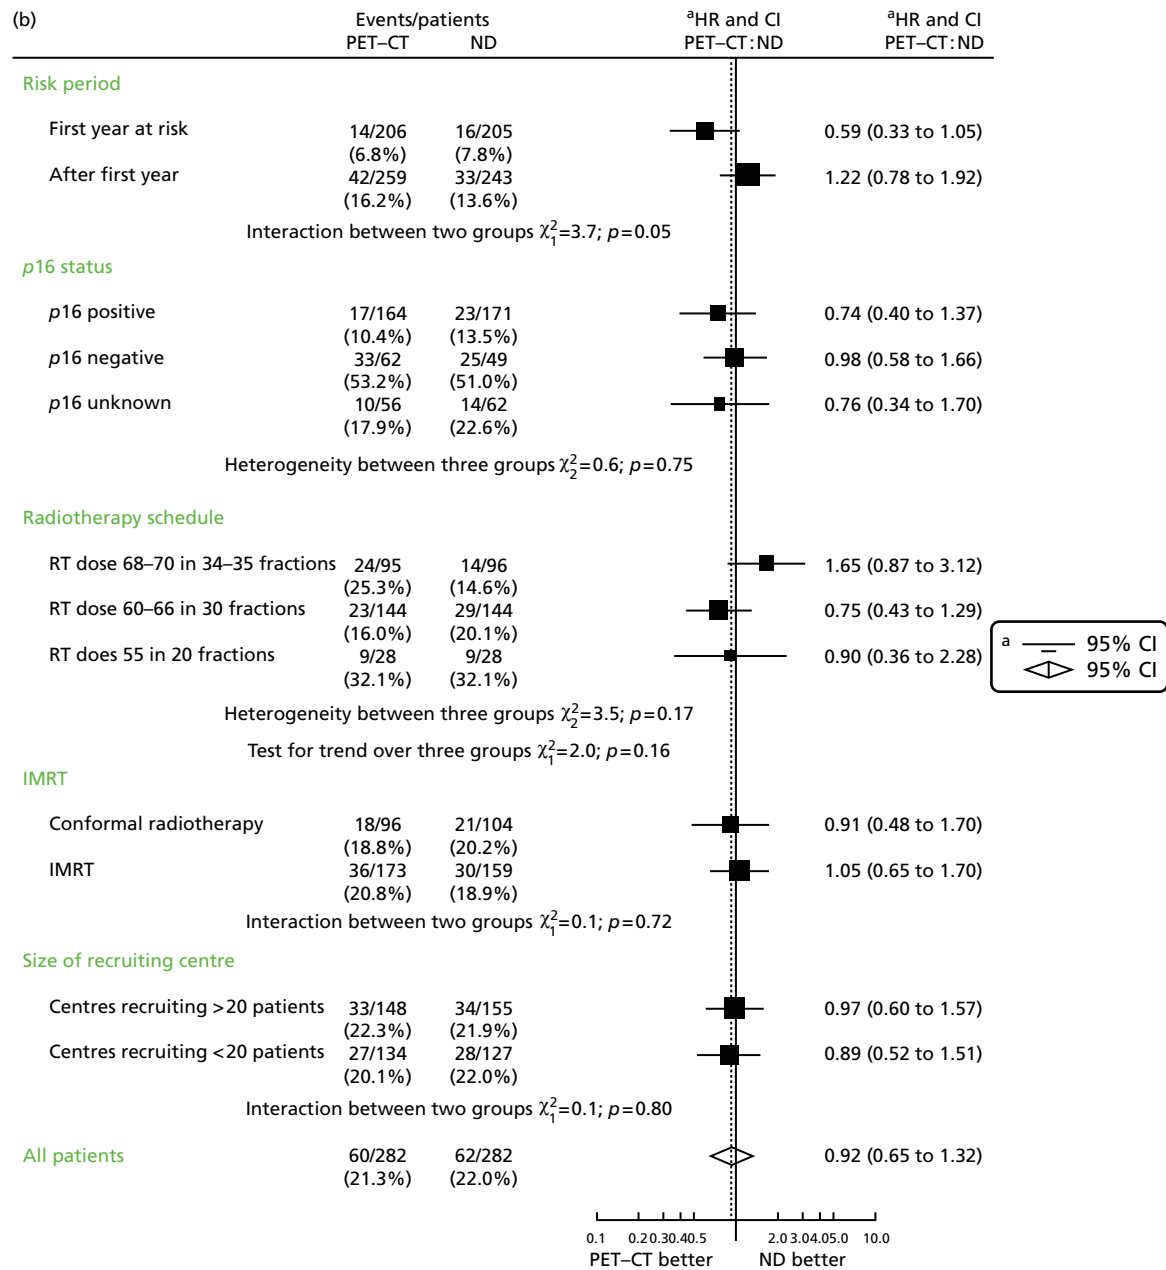 (b) Events/patients ᵃHR and CI ᵃHR and CI
PET–CT ND PET–CT:ND PET–CT:ND
Risk period
First year at risk 14/206 16/205 0.59 (0.33 to 1.05)
(6.8%) (7.8%)
After first year 42/259 33/243 1.22 (0.78 to 1.92)
(16.2%) (13.6%)
Interaction between two groups χ²₁=3.7; p=0.05
p16 status
p16 positive 17/164 23/171 0.74 (0.40 to 1.37)
(10.4%) (13.5%)
p16 negative 33/62 25/49 0.98 (0.58 to 1.66)
(53.2%) (51.0%)
p16 unknown 10/56 14/62 0.76 (0.34 to 1.70)
(17.9%) (22.6%)
Heterogeneity between three groups χ²₂=0.6; p=0.75
Radiotherapy schedule
RT dose 68–70 in 34–35 fractions 24/95 14/96 1.65 (0.87 to 3.12)
(25.3%) (14.6%)
RT dose 60–66 in 30 fractions 23/144 29/144 0.75 (0.43 to 1.29)
(16.0%) (20.1%)
RT does 55 in 20 fractions 9/28 9/28 0.90 (0.36 to 2.28)
(32.1%) (32.1%)
a 95% CI
95% CI
Heterogeneity between three groups χ²₂=3.5; p=0.17
Test for trend over three groups χ²₁=2.0; p=0.16
IMRT
Conformal radiotherapy 18/96 21/104 0.91 (0.48 to 1.70)
(18.8%) (20.2%)
IMRT 36/173 30/159 1.05 (0.65 to 1.70)
(20.8%) (18.9%)
Interaction between two groups χ²₁=0.1; p=0.72
Size of recruiting centre
Centres recruiting >20 patients 33/148 34/155 0.97 (0.60 to 1.57)
(22.3%) (21.9%)
Centres recruiting <20 patients 27/134 28/127 0.89 (0.52 to 1.51)
(20.1%) (22.0%)
Interaction between two groups χ²₁=0.1; p=0.80
All patients 60/282 62/282 0.92 (0.65 to 1.32)
(21.3%) (22.0%)
0.1 0.2 0.3 0.4 0.5 2.0 3.0 4.0 5.0 10.0
PET–CT better ND better